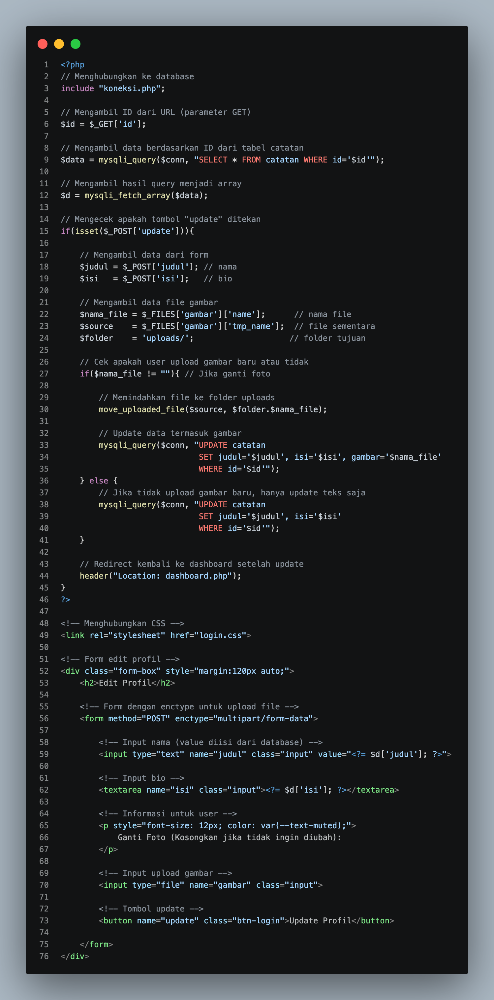 1 <?php
2 // Menghubungkan ke database
3 include "koneksi.php";
4
5 // Mengambil ID dari URL (parameter GET)
6 $id = $_GET['id'];
7
8 // Mengambil data berdasarkan ID dari tabel catatan
9 $data = mysqli_query($conn, "SELECT * FROM catatan WHERE id='$id'");
10
11 // Mengambil hasil query menjadi array
12 $d = mysqli_fetch_array($data);
13
14 // Mengecek apakah tombol "update" ditekan
15 if(isset($_POST['update'])){
16
17     // Mengambil data dari form
18     $judul = $_POST['judul']; // nama
19     $isi   = $_POST['isi'];   // bio
20
21     // Mengambil data file gambar
22     $nama_file = $_FILES['gambar']['name'];      // nama file
23     $source    = $_FILES['gambar']['tmp_name'];  // file sementara
24     $folder    = 'uploads/';                    // folder tujuan
25
26     // Cek apakah user upload gambar baru atau tidak
27     if($nama_file != ""){ // Jika ganti foto
28
29         // Memindahkan file ke folder uploads
30         move_uploaded_file($source, $folder.$nama_file);
31
32         // Update data termasuk gambar
33         mysqli_query($conn, "UPDATE catatan
34                              SET judul='$judul', isi='$isi', gambar='$nama_file'
35                              WHERE id='$id'");
36     } else {
37         // Jika tidak upload gambar baru, hanya update teks saja
38         mysqli_query($conn, "UPDATE catatan
39                              SET judul='$judul', isi='$isi'
40                              WHERE id='$id'");
41     }
42
43     // Redirect kembali ke dashboard setelah update
44     header("Location: dashboard.php");
45 }
46 ?>
47
48 <!-- Menghubungkan CSS -->
49 <link rel="stylesheet" href="login.css">
50
51 <!-- Form edit profil -->
52 <div class="form-box" style="margin:120px auto;">
53     <h2>Edit Profil</h2>
54
55     <!-- Form dengan enctype untuk upload file -->
56     <form method="POST" enctype="multipart/form-data">
57
58         <!-- Input nama (value diisi dari database) -->
59         <input type="text" name="judul" class="input" value="<?= $d['judul']; ?>">
60
61         <!-- Input bio -->
62         <textarea name="isi" class="input"><?= $d['isi']; ?></textarea>
63
64         <!-- Informasi untuk user -->
65         <p style="font-size: 12px; color: var(--text-muted);">
66             Ganti Foto (Kosongkan jika tidak ingin diubah):
67         </p>
68
69         <!-- Input upload gambar -->
70         <input type="file" name="gambar" class="input">
71
72         <!-- Tombol update -->
73         <button name="update" class="btn-login">Update Profil</button>
74
75     </form>
76 </div>